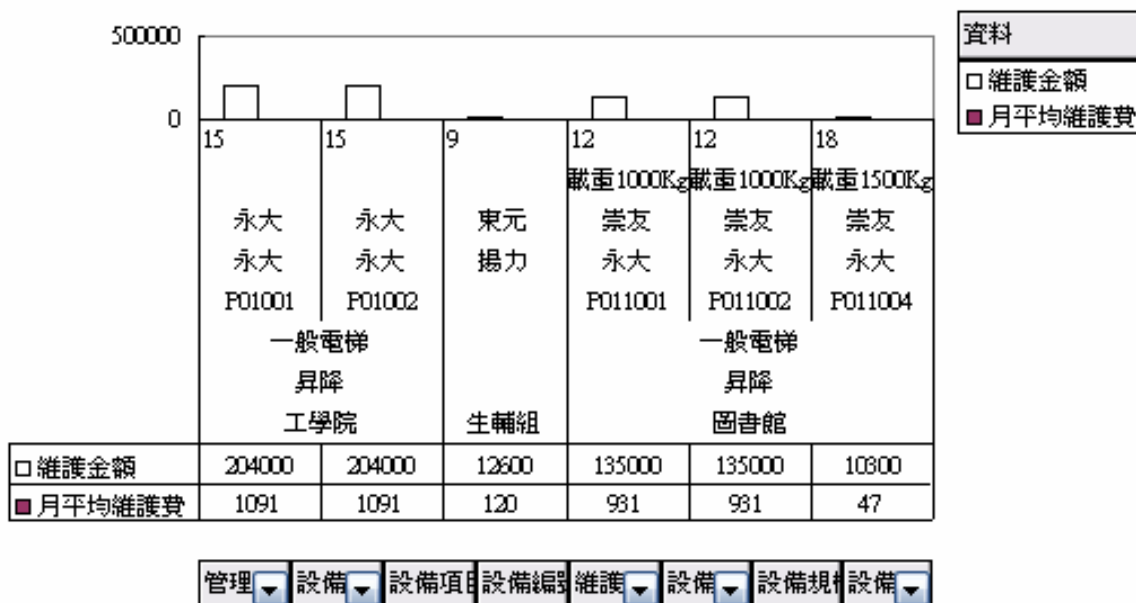 500000
資料
維護金額
月平均維護費
0
15 15 9 12 12 18
載重1000Kg 載重1000Kg 載重1500Kg
永大 永大 東元 崇友 崇友 崇友
永大 永大 揚力 永大 永大 永大
P01001 P01002 P011001 P011002 P011004
一般電梯 一般電梯
昇降 昇降
工學院 生輔組 圖書館
維護金額 204000 204000 12600 135000 135000 10300
月平均維護費 1091 1091 120 931 931 47
管理 設備 設備項目 設備編號 維護 設備 設備規格 設備